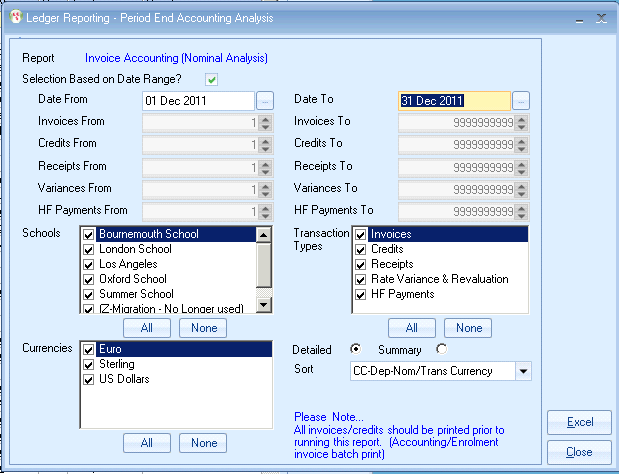 Ledger Reporting - Period End Accounting Analysis
Report Invoice Accounting (Nominal Analysis)
Selection Based on Date Range?
Date From 01 Dec 2011 ... Date To 31 Dec 2011 ...
Invoices From 1 Invoices To 9999999999
Credits From 1 Credits To 9999999999
Receipts From 1 Receipts To 9999999999
Variances From 1 Variances To 9999999999
HF Payments From 1 HF Payments To 9999999999
Schools Bournemouth School Transaction Invoices
London School Types Credits
Los Angeles Receipts
Oxford School Rate Variance & Revaluation
Summer School HF Payments
(Z-Migration - No Longer used)
All None All None
Currencies Euro Detailed Summary
Sterling Sort CC-Dep-Nom/Trans Currency
US Dollars
Please Note...
All invoices/credits should be printed prior to
running this report. (Accounting/Enrolment
invoice batch print)
Excel
All None
Close